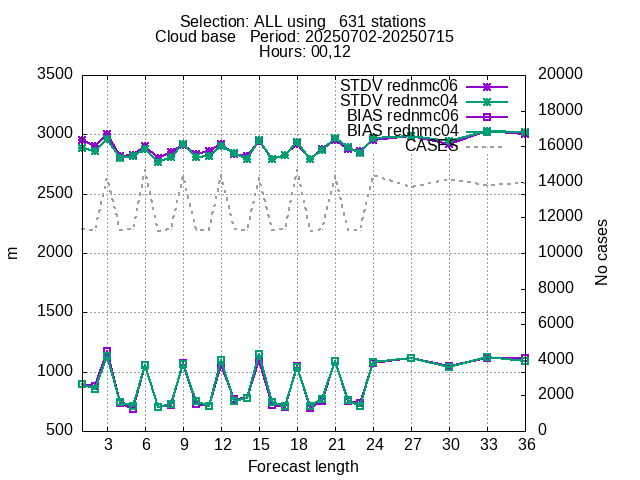 Selection: ALL using   631 stations
Cloud base   Period: 20250702-20250715
Hours: 00,12
STDV rednmc06
STDV rednmc04
BIAS rednmc06
BIAS rednmc04
CASES
3500
3000
2500
2000
1500
1000
500
m
20000
18000
16000
14000
12000
10000
8000
6000
4000
2000
0
No cases
3 6 9 12 15 18 21 24 27 30 33 36
Forecast length